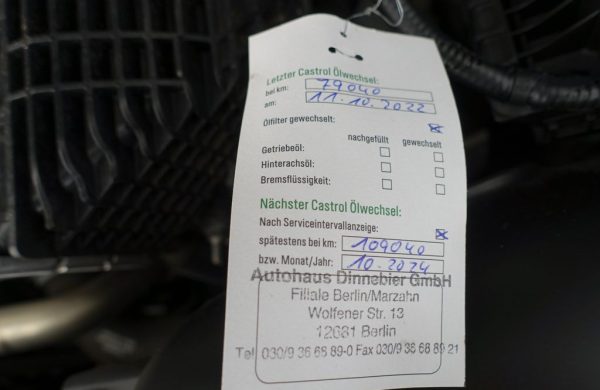 Letzter Castrol Ölwechsel:
bei km: 79040
am: 11.10.2022
Ölfilter gewechselt:
nachgefüllt gewechselt
Getriebeöl:
Hinterachsöl:
Bremsflüssigkeit:
Nächster Castrol Ölwechsel:
Nach Serviceintervallanzeige:
spätestens bei km: 109040
bzw. Monat/Jahr: 10.2024
Autohaus Dinnebier GmbH
Filiale Berlin/Marzahn
Wolfener Str. 13
12681 Berlin
Tel 030/9 36 68 89-0 Fax 030/9 36 68 89 21